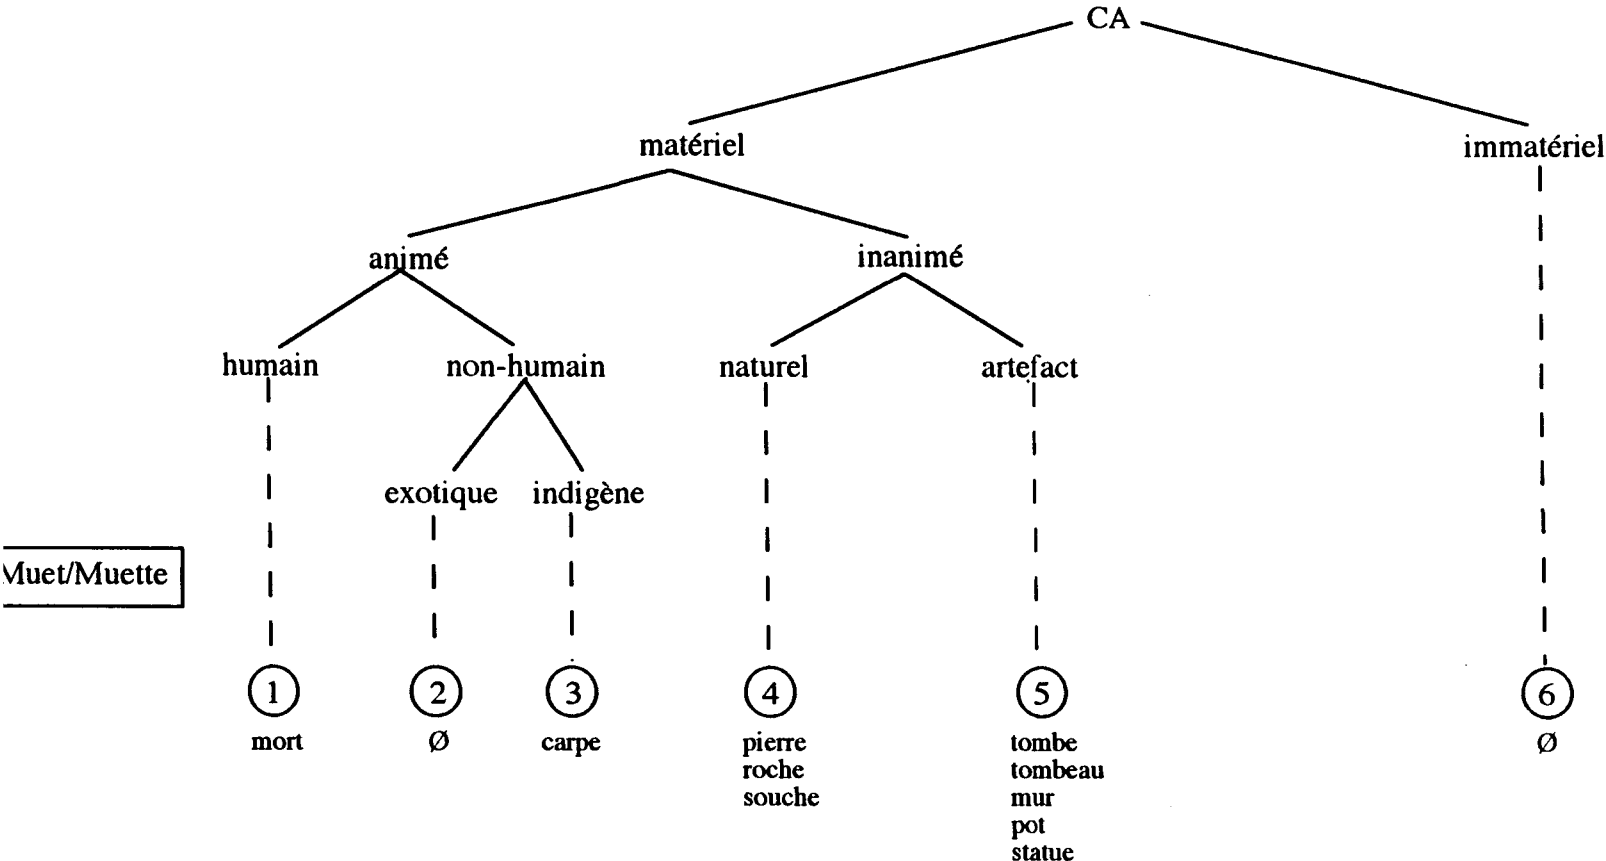 CA
matériel
immatériel
animé
inanimé
humain
non-humain
naturel
artefact
exotique
indigène
Muet/Muette
1
2
3
4
5
6
mort
Ø
carpe
pierre
roche
souche
tombe
tombeau
mur
pot
statue
Ø